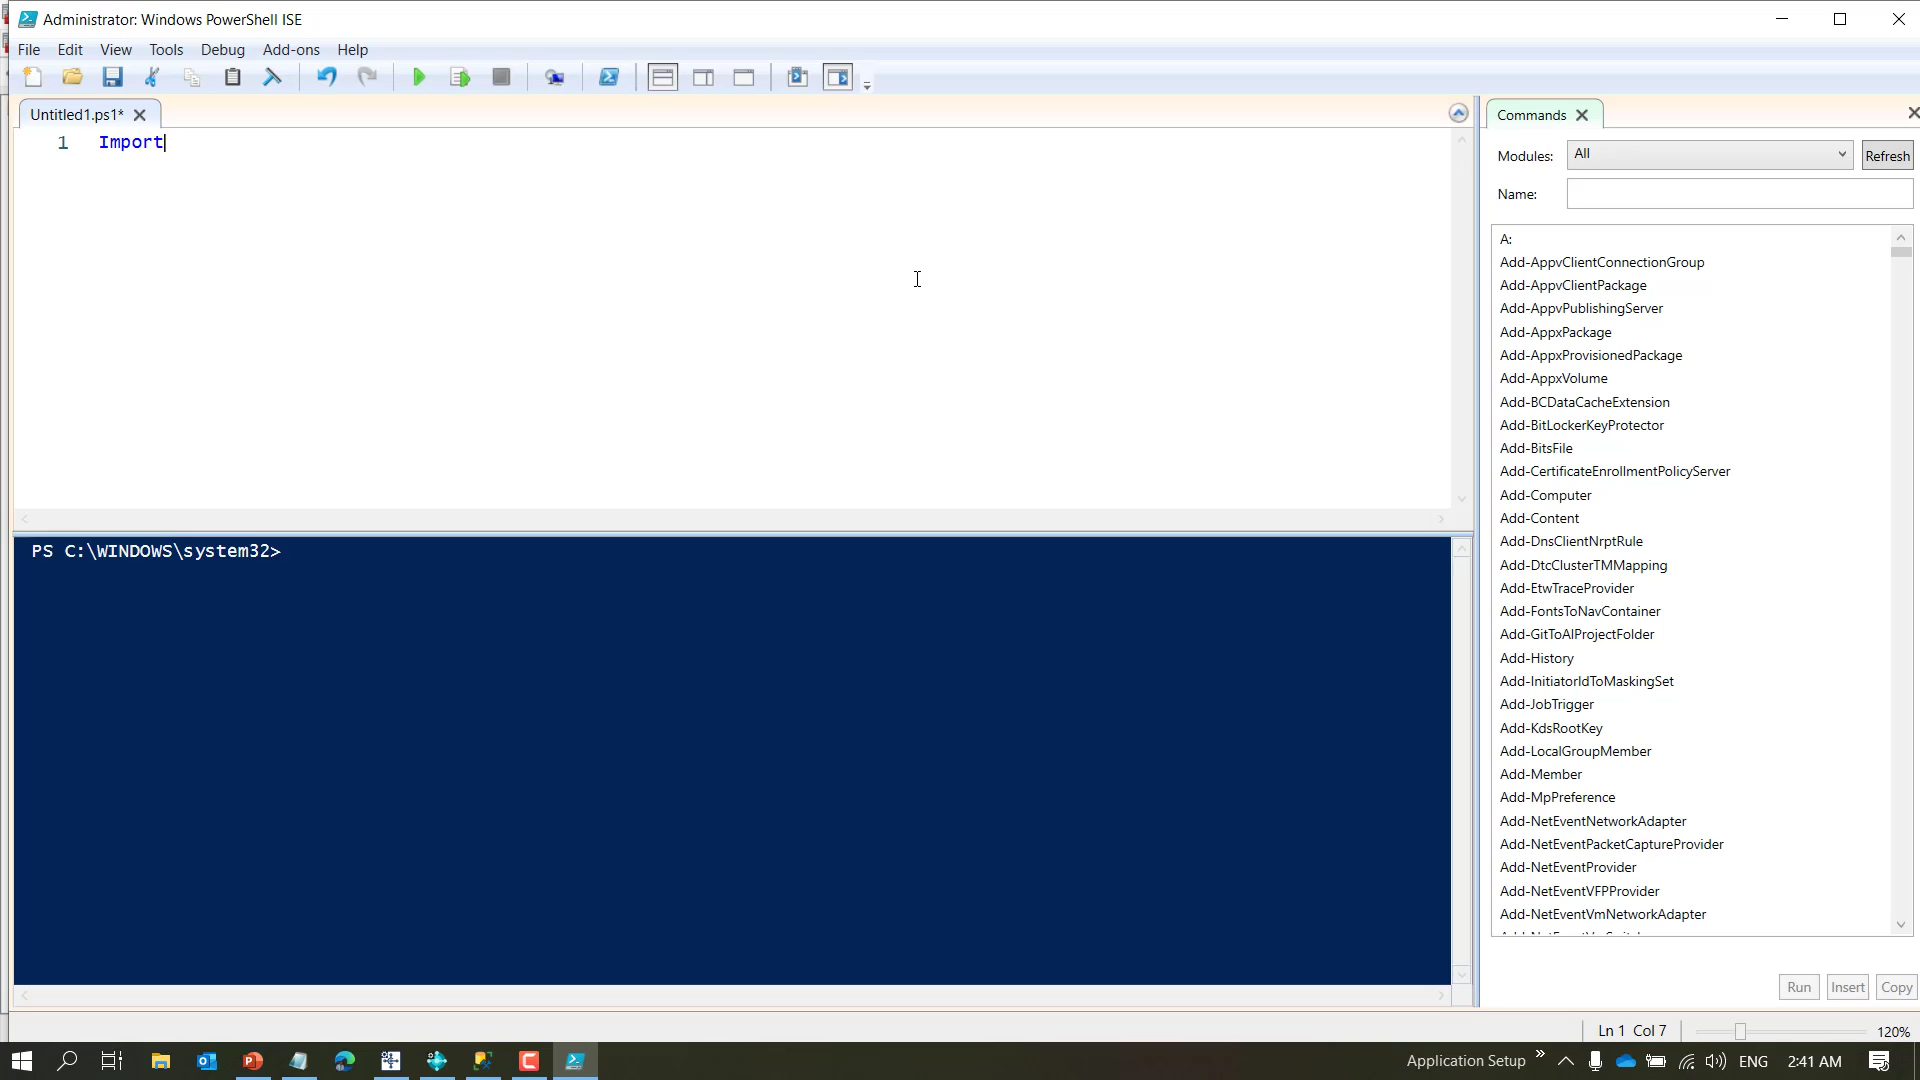 Administrator: Windows PowerShell ISE
File Edit View Tools Debug Add-ons Help
Untitled1.ps1*
1 Import
PS C:\WINDOWS\system32>
Commands
Modules: All Refresh
Name:
A:
Add-AppvClientConnectionGroup
Add-AppvClientPackage
Add-AppvPublishingServer
Add-AppxPackage
Add-AppxProvisionedPackage
Add-AppxVolume
Add-BCDataCacheExtension
Add-BitLockerKeyProtector
Add-BitsFile
Add-CertificateEnrollmentPolicyServer
Add-Computer
Add-Content
Add-DnsClientNrptRule
Add-DtcClusterTMMapping
Add-EtwTraceProvider
Add-FontsToNavContainer
Add-GitToAlProjectFolder
Add-History
Add-InitiatorIdToMaskingSet
Add-JobTrigger
Add-KdsRootKey
Add-LocalGroupMember
Add-Member
Add-MpPreference
Add-NetEventNetworkAdapter
Add-NetEventPacketCaptureProvider
Add-NetEventProvider
Add-NetEventVFPProvider
Add-NetEventVmNetworkAdapter
Run Insert Copy
Ln 1 Col 7 120%
Application Setup ENG 2:41 AM